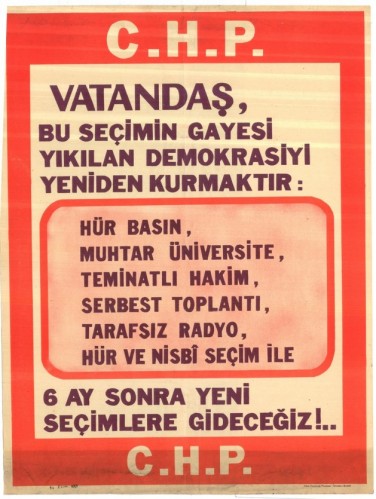 C.H.P.
VATANDAŞ,
BU SEÇİMİN GAYESİ
YIKILAN DEMOKRASİYİ
YENİDEN KURMAKTIR :
HÜR BASIN,
MUHTAR ÜNİVERSİTE,
TEMİNATLI HAKİM,
SERBEST TOPLANTI,
TARAFSIZ RADYO,
HÜR VE NİSBÎ SEÇİM İLE
6 AY SONRA YENİ
SEÇİMLERE GİDECEĞİZ!..
C.H.P.